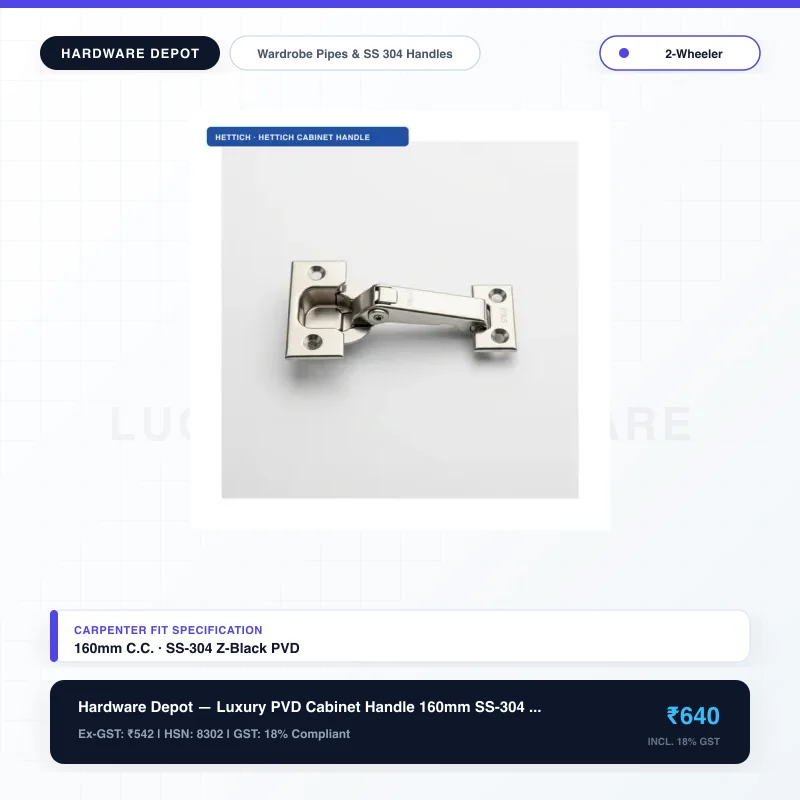 HARDWARE DEPOT
Wardrobe Pipes & SS 304 Handles
2-Wheeler
HETTICH · HETTICH CABINET HANDLE
CARPENTER FIT SPECIFICATION
160mm C.C. · SS-304 Z-Black PVD
Hardware Depot — Luxury PVD Cabinet Handle 160mm SS-304 ...
₹640
Ex-GST: ₹542 | HSN: 8302 | GST: 18% Compliant
INCL. 18% GST